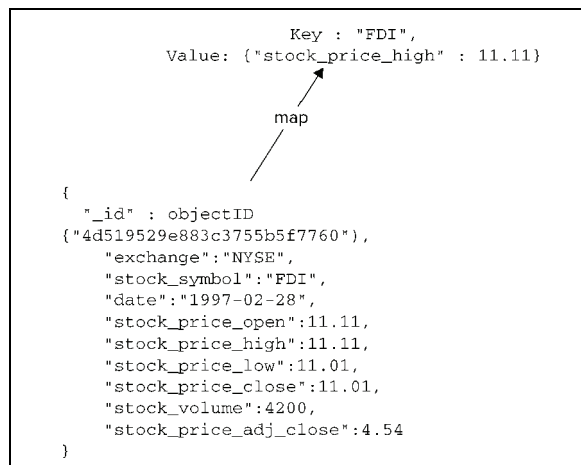 Key : "FDI",
Value: {"stock_price_high" : 11.11}
map
{
"_id" : objectID
{"4d519529e883c3755b5f7760"),
"exchange":"NYSE",
"stock_symbol":"FDI",
"date":"1997-02-28",
"stock_price_open":11.11,
"stock_price_high":11.11,
"stock_price_low":11.01,
"stock_price_close":11.01,
"stock_volume":4200,
"stock_price_adj_close":4.54
}